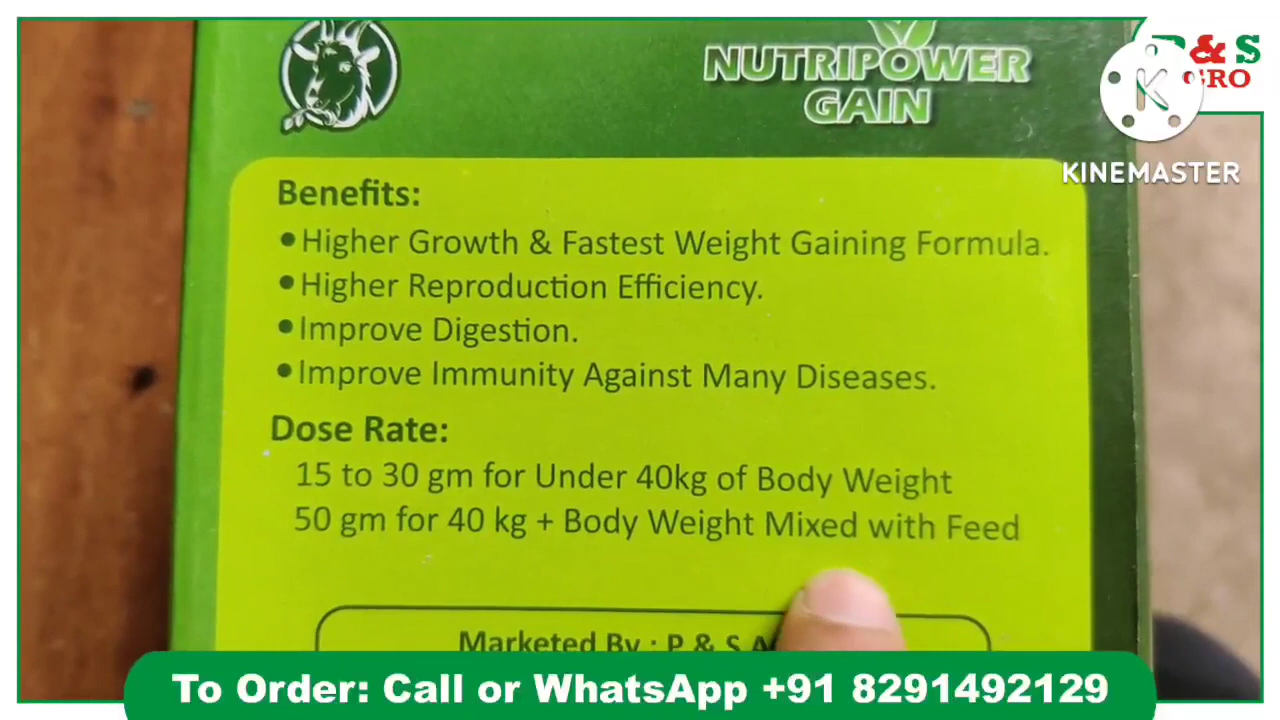 NUTRIPOWER
GAIN
& S
GRO
K
KINEMASTER
Benefits:
•Higher Growth & Fastest Weight Gaining Formula.
•Higher Reproduction Efficiency.
•Improve Digestion.
•Improve Immunity Against Many Diseases.
Dose Rate:
15 to 30 gm for Under 40kg of Body Weight
50 gm for 40 kg + Body Weight Mixed with Feed
Marketed By : P & S A
To Order: Call or WhatsApp +91 8291492129